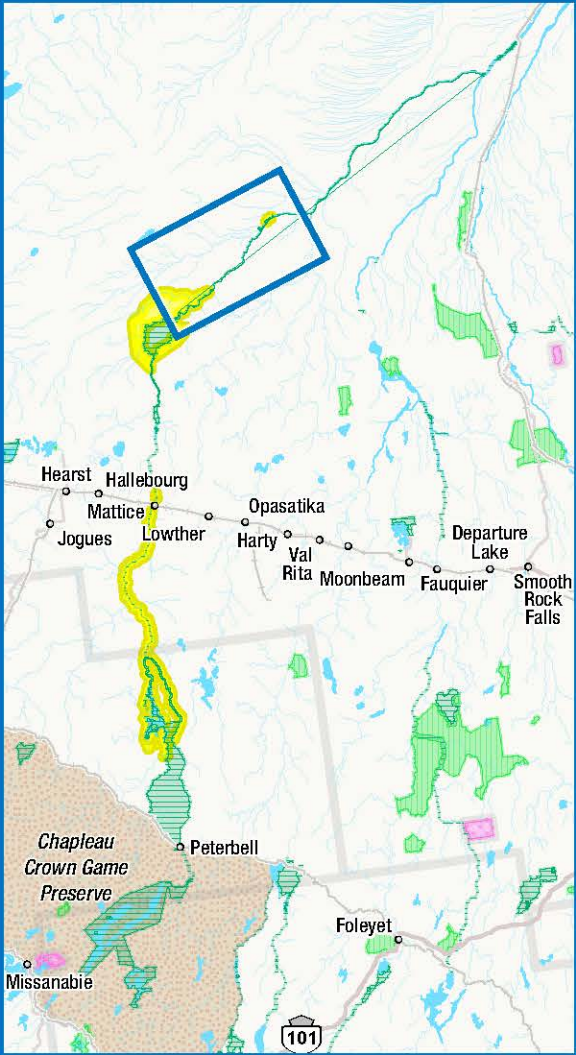 Hearst
Hallebourg
Mattice
Opasatika
Jogues
Lowther
Harty
Val
Rita
Moonbeam
Fauquier
Departure
Lake
Smooth
Rock
Falls
Chapleau
Crown Game
Preserve
Peterbell
Foleyet
Missanabie
101